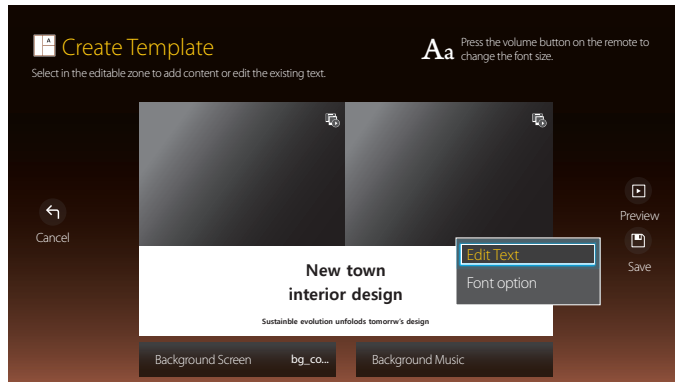 A
Create Template
Select in the editable zone to add content or edit the existing text.
Aa
Press the volume button on the remote to
change the font size.
Cancel
Preview
Save
Edit Text
Font option
New town
interior design
Sustainble evolution unfolods tomorrw's design
Background Screen bg_co...
Background Music